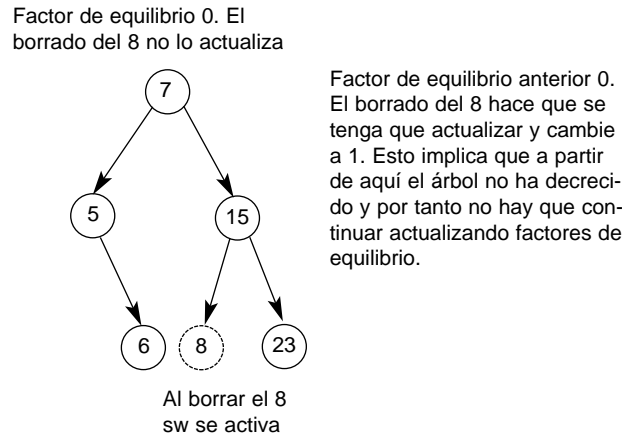 Factor de equilibrio 0. El
borrado del 8 no lo actualiza
7
Factor de equilibrio anterior 0.
El borrado del 8 hace que se
tenga que actualizar y cambie
a 1. Esto implica que a partir
de aquí el árbol no ha decreci-
do y por tanto no hay que con-
tinuar actualizando factores de
equilibrio.
5
15
6
8
23
Al borrar el 8
sw se activa